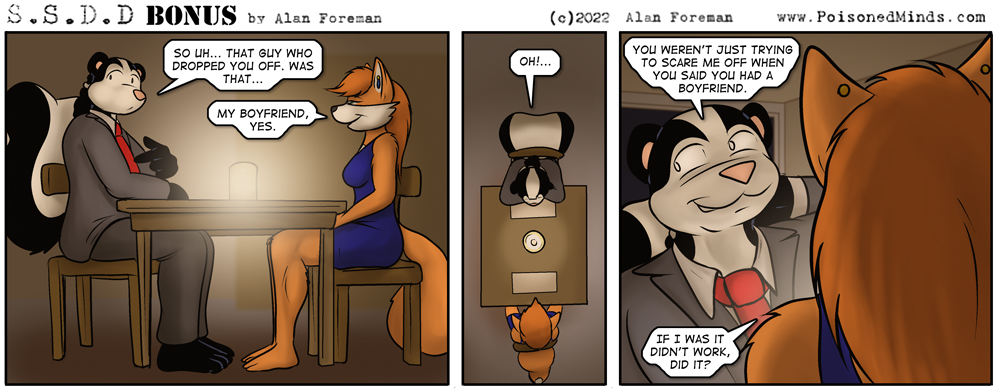 S.S.D.D BONUS by Alan Foreman (c)2022 Alan Foreman www.PoisonedMinds.com
SO UH... THAT GUY WHO
DROPPED YOU OFF. WAS
THAT...
MY BOYFRIEND,
YES.
OH!...
YOU WEREN'T JUST TRYING
TO SCARE ME OFF WHEN
YOU SAID YOU HAD A
BOYFRIEND.
IF I WAS IT
DIDN'T WORK,
DID IT?